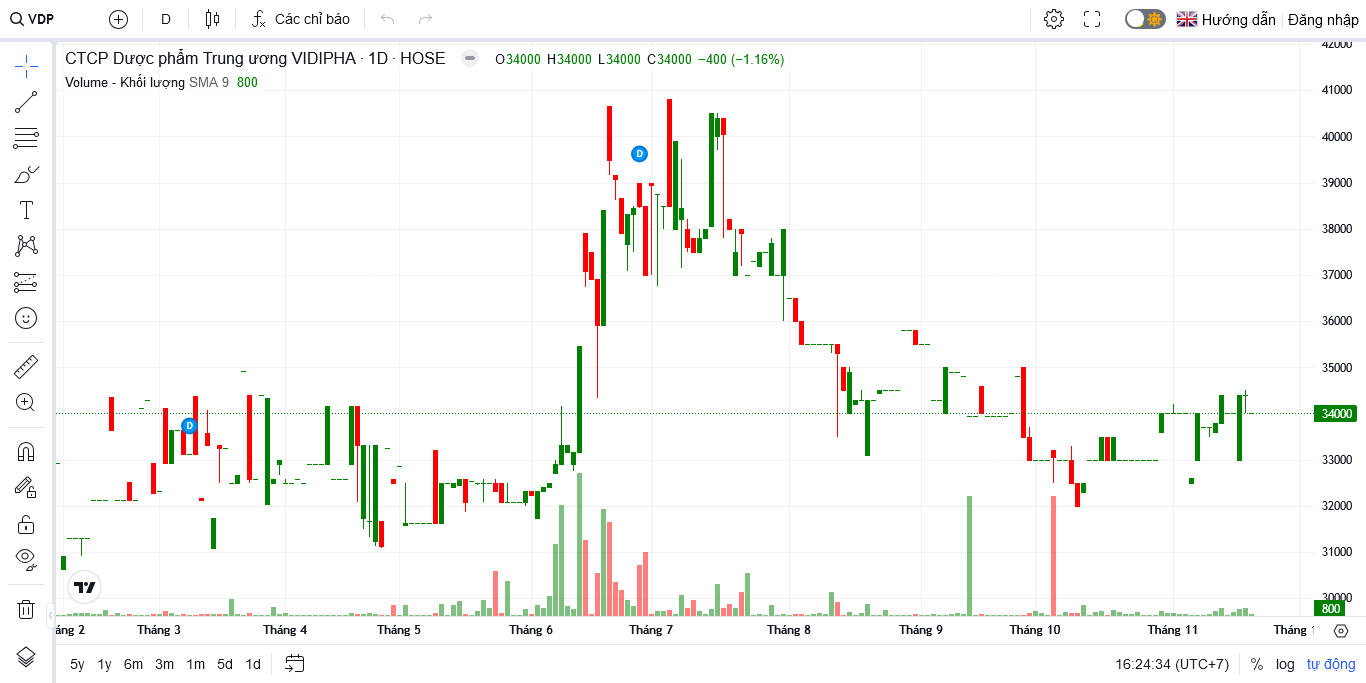 VDP D Các chỉ báo Hướng dẫn Đăng nhập
CTCP Dược phẩm Trung ương VIDIPHA · 1D · HOSE O34000 H34000 L34000 C34000 −400 (−1.16%)
Volume - Khối lượng SMA 9 800
42000
41000
40000
39000
38000
37000
36000
35000
34000
33000
32000
31000
30000
800
D
D
áng 2 Tháng 3 Tháng 4 Tháng 5 Tháng 6 Tháng 7 Tháng 8 Tháng 9 Tháng 10 Tháng 11 Tháng 1
5y 1y 6m 3m 1m 5d 1d 16:24:34 (UTC+7) % log tự động